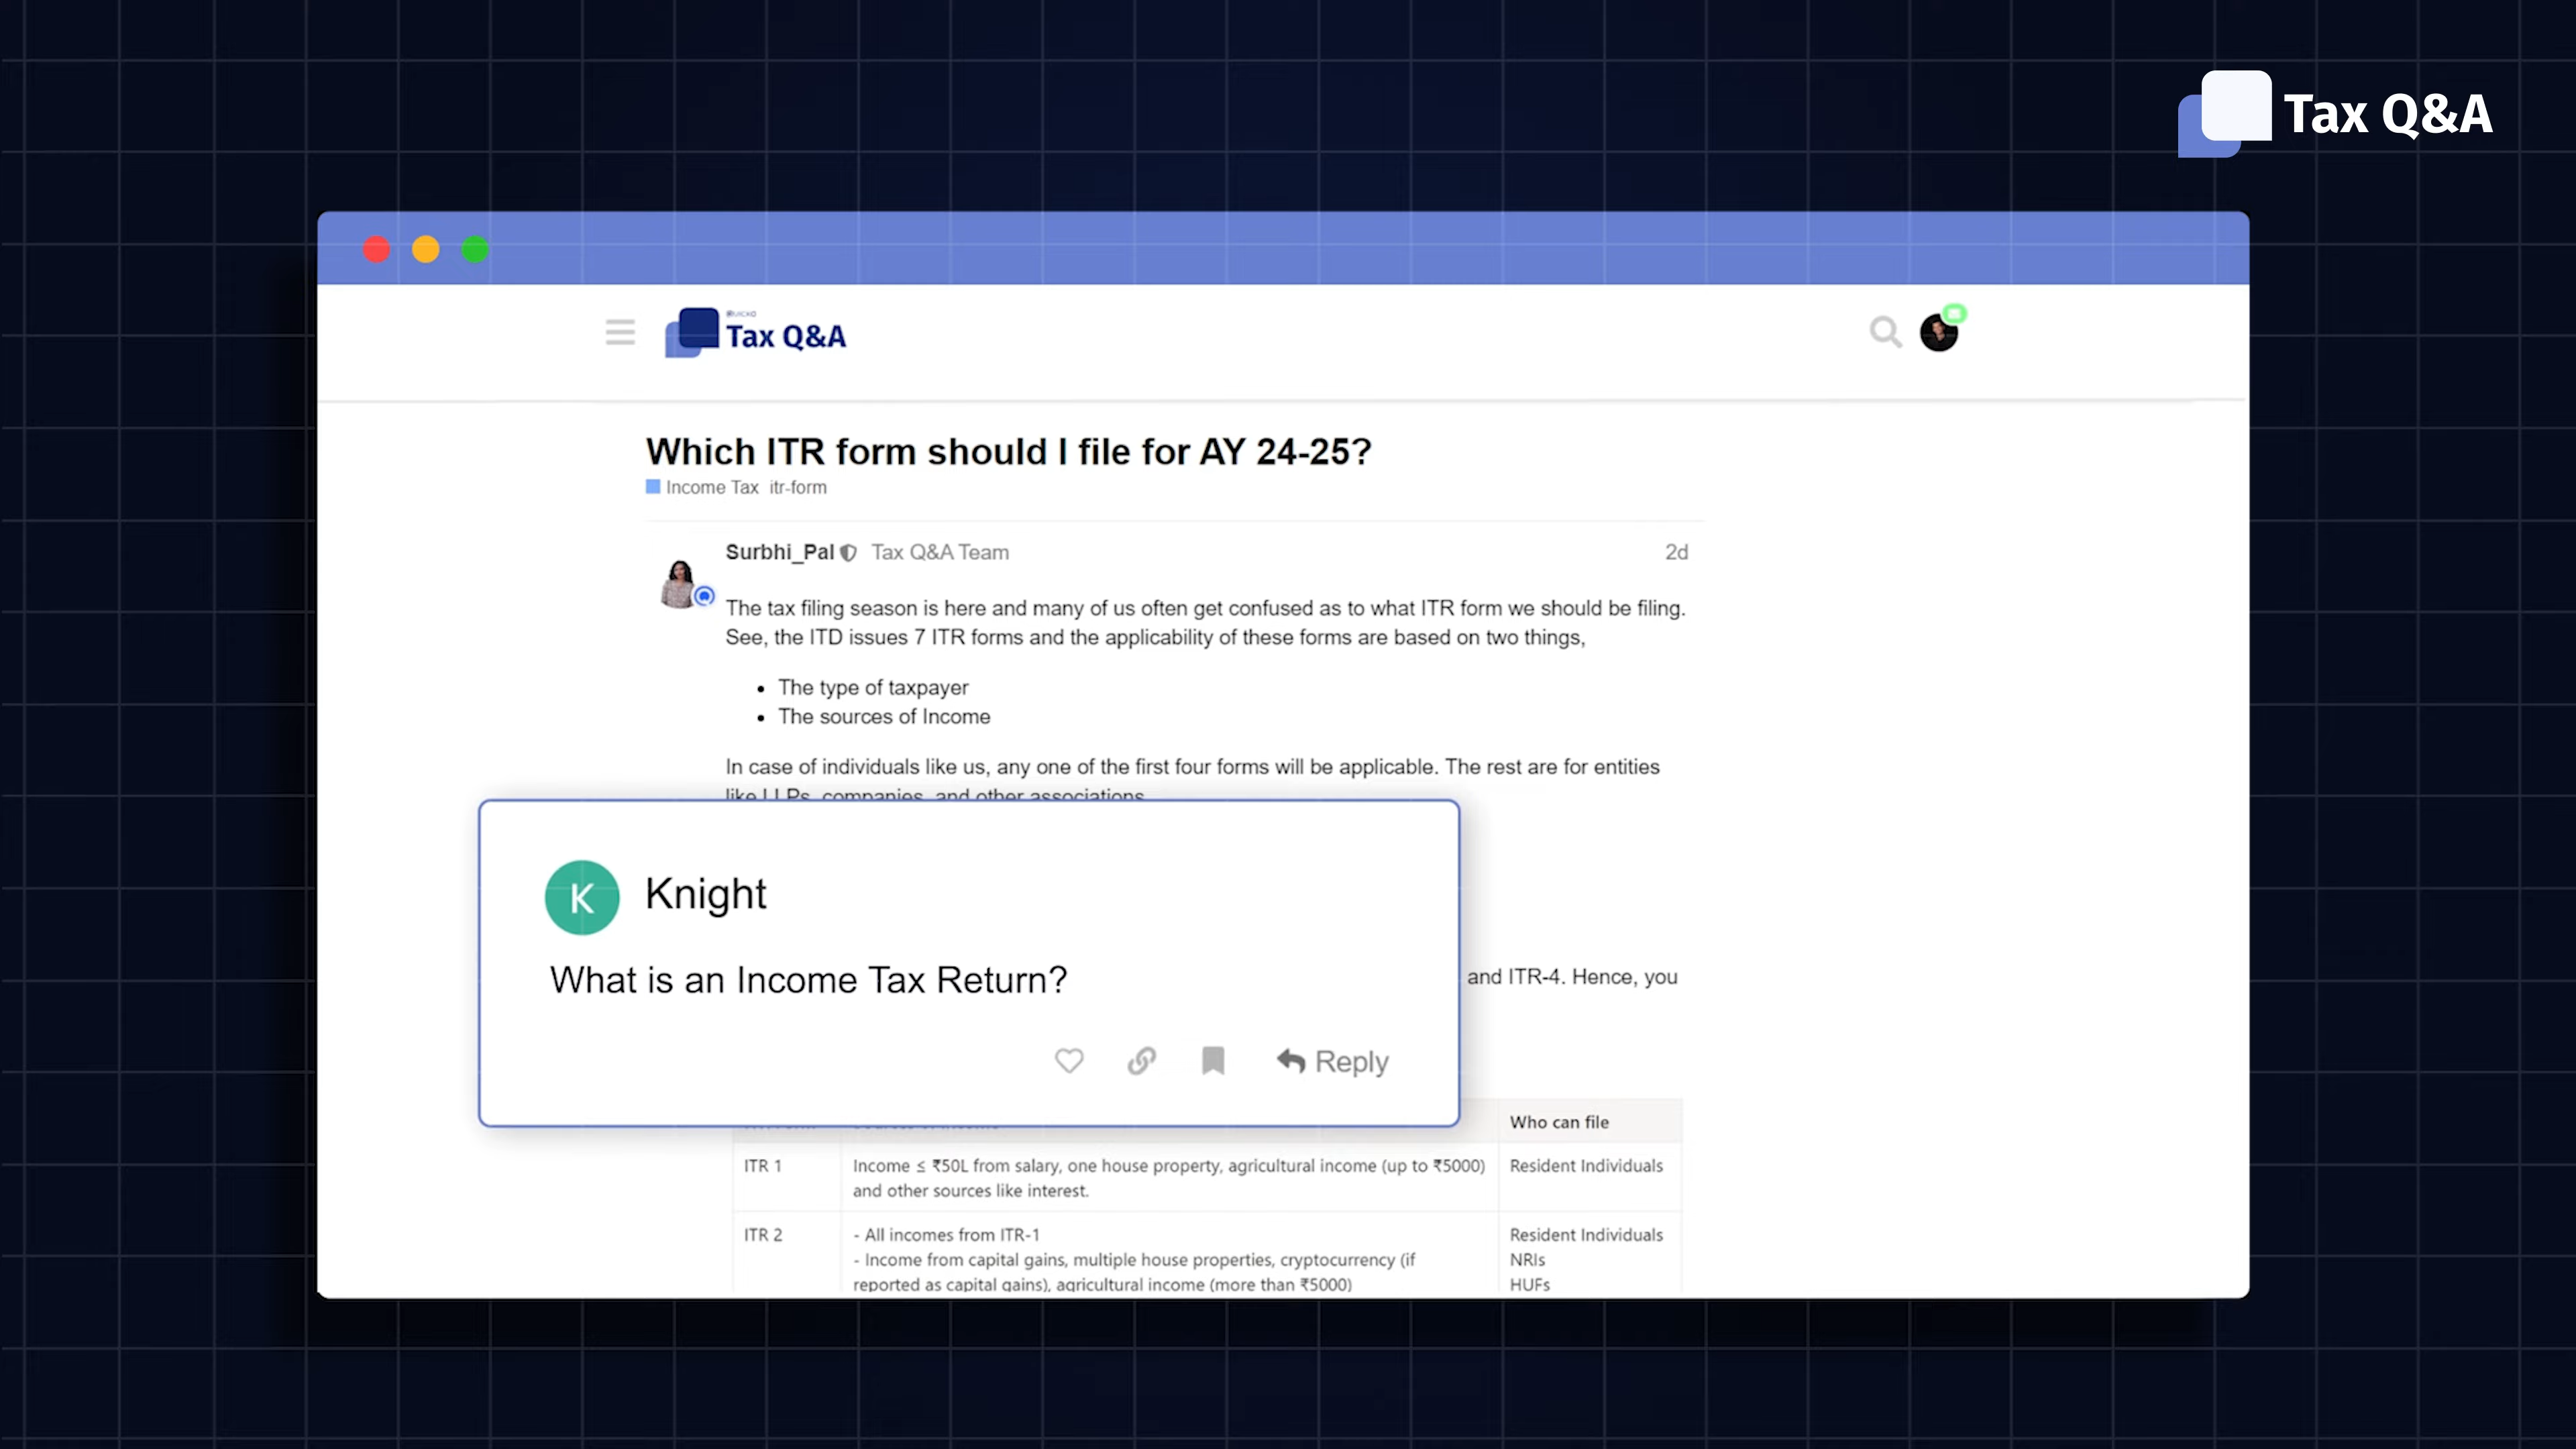 Tax Q&A
Tax Q&A
Which ITR form should I file for AY 24-25?
Income Tax itr-form
Surbhi_Pal Tax Q&A Team 2d
The tax filing season is here and many of us often get confused as to what ITR form we should be filing.
See, the ITD issues 7 ITR forms and the applicability of these forms are based on two things,
• The type of taxpayer
• The sources of Income
In case of individuals like us, any one of the first four forms will be applicable. The rest are for entities
like LLPs, companies, and other associations
K Knight
What is an Income Tax Return?
Reply
and ITR-4. Hence, you
Who can file
ITR 1 Income ≤ ₹50L from salary, one house property, agricultural income (up to ₹5000) Resident Individuals
and other sources like interest.
ITR 2 - All incomes from ITR-1 Resident Individuals
- Income from capital gains, multiple house properties, cryptocurrency (if NRIs
reported as capital gains), agricultural income (more than ₹5000) HUFs